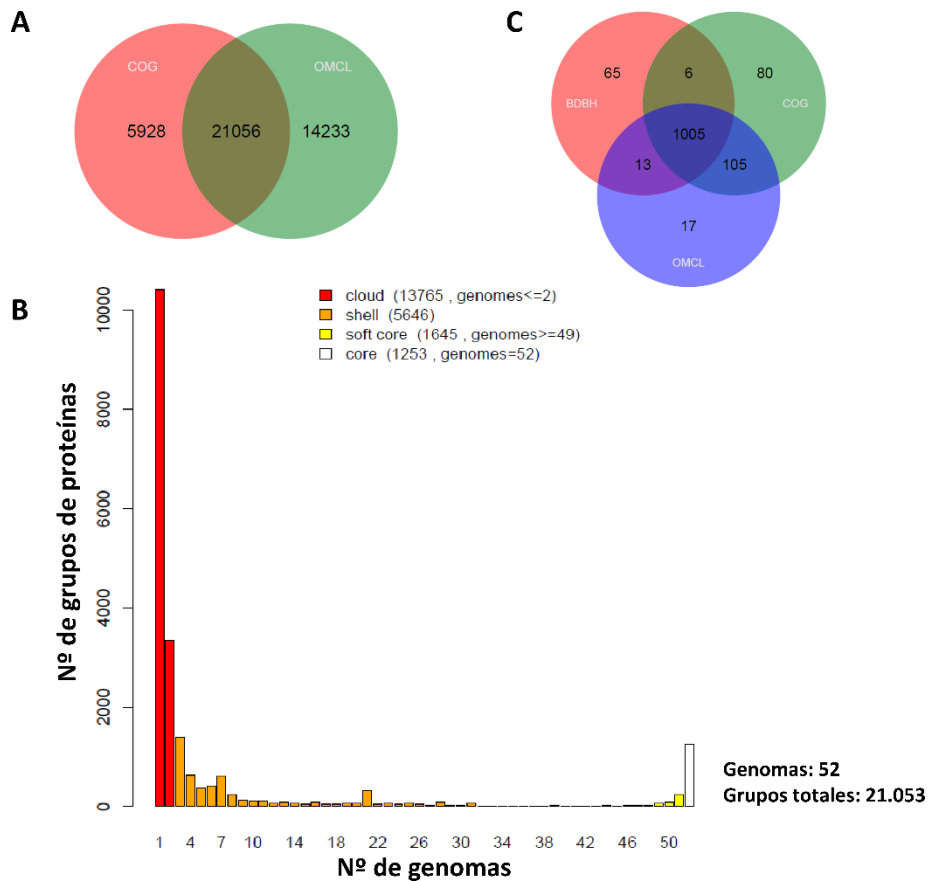 A
COG
OMCL
5928
21056
14233
C
65
6
80
BDBH
COG
1005
13
105
17
OMCL
B
cloud (13765 , genomes<=2)
shell (5646)
soft core (1645 , genomes>=49)
core (1253 , genomes=52)
Nº de grupos de proteínas
10000
8000
6000
4000
2000
0
1 4 7 10 14 18 22 26 30 34 38 42 46 50
Nº de genomas
Genomas: 52
Grupos totales: 21.053